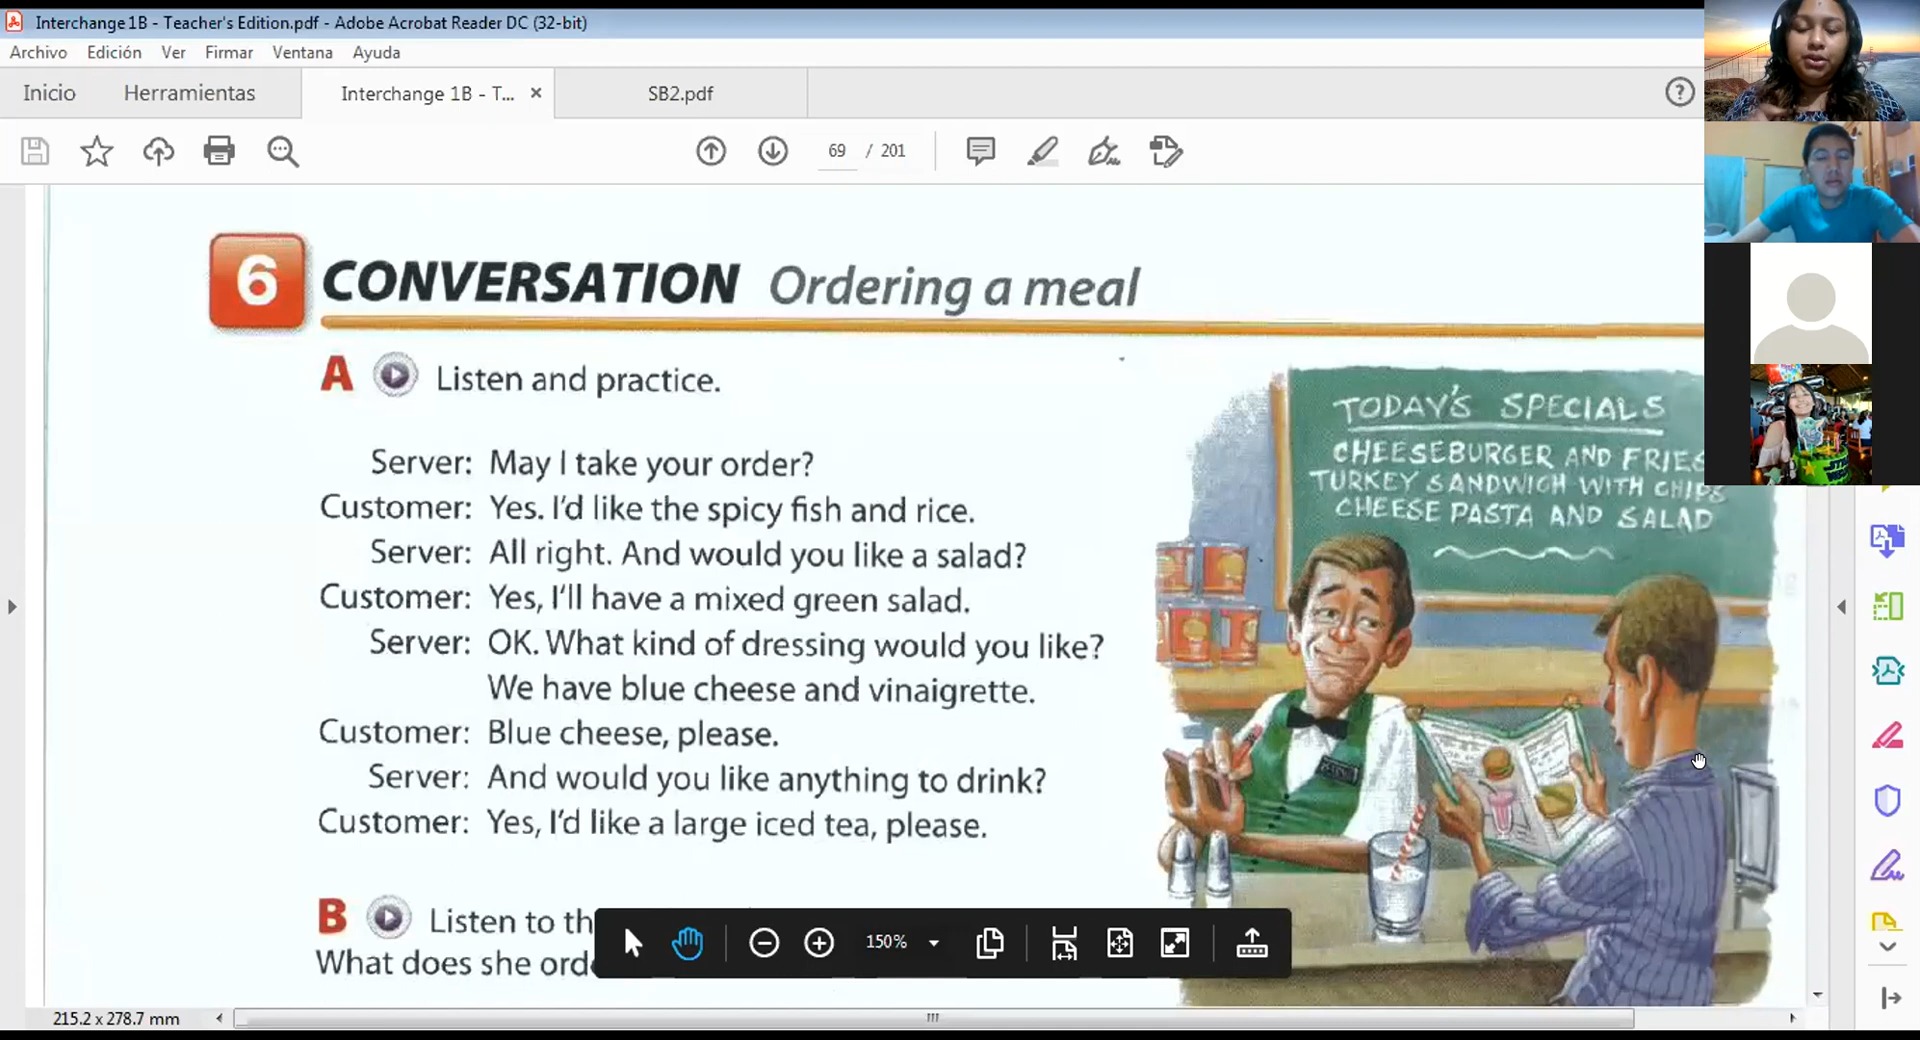 Interchange 1B - Teacher's Edition.pdf - Adobe Acrobat Reader DC (32-bit)
Archivo Edición Ver Firmar Ventana Ayuda
Inicio Herramientas Interchange 1B - T... SB2.pdf
69 / 201
6 CONVERSATION Ordering a meal
A Listen and practice.
Server: May I take your order?
Customer: Yes. I'd like the spicy fish and rice.
Server: All right. And would you like a salad?
Customer: Yes, I'll have a mixed green salad.
Server: OK. What kind of dressing would you like?
We have blue cheese and vinaigrette.
Customer: Blue cheese, please.
Server: And would you like anything to drink?
Customer: Yes, I'd like a large iced tea, please.
TODAY'S SPECIALS
CHEESEBURGER AND FRIES
TURKEY SANDWICH WITH CHIPS
CHEESE PASTA AND SALAD
B Listen to th
What does she ord
150%
215.2 x 278.7 mm